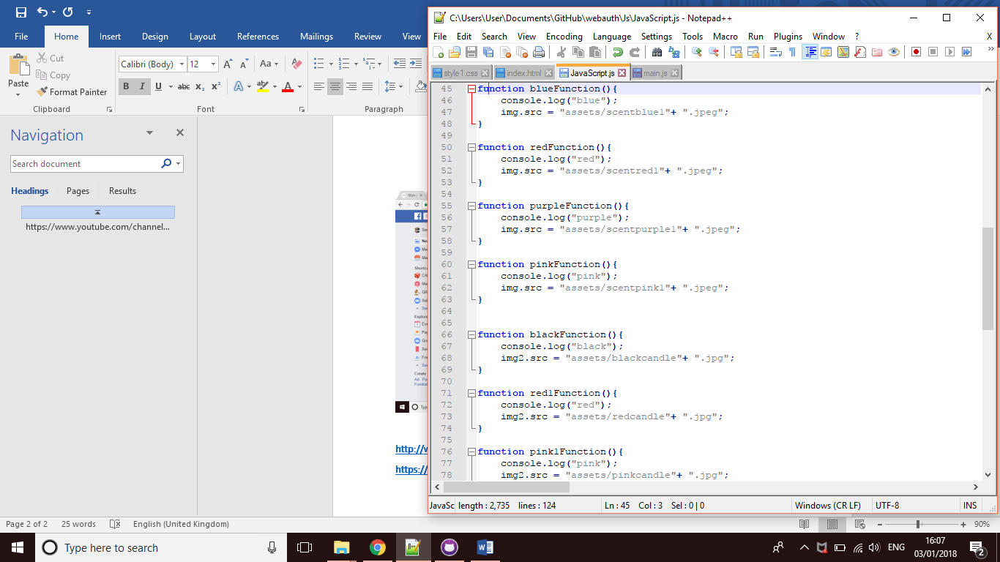 File
Home
Insert
Design
Layout
References
Mailings
Review
View
Paste
Cut
Copy
Format Painter
Clipboard
Calibri (Body)
12
Font
Paragraph
Navigation
Search document
Headings
Pages
Results
https://www.youtube.com/channel...
http://
https://
Page 2 of 2
25 words
English (United Kingdom)
90%
C:\Users\User\Documents\GitHub\webauth\Js\JavaScript.js - Notepad++
File Edit Search View Encoding Language Settings Tools Macro Run Plugins Window ? X
style1.css index.html JavaScript.js main.js
45 function blueFunction(){
46 console.log("blue");
47 img.src = "assets/scentblue1"+ ".jpeg";
48 }
49
50 function redFunction(){
51 console.log("red");
52 img.src = "assets/scentred1"+ ".jpeg";
53 }
54
55 function purpleFunction(){
56 console.log("purple");
57 img.src = "assets/scentpurple1"+ ".jpeg";
58 }
59
60 function pinkFunction(){
61 console.log("pink");
62 img.src = "assets/scentpink1"+ ".jpeg";
63 }
64
65
66 function blackFunction(){
67 console.log("black");
68 img2.src = "assets/blackcandle"+ ".jpg";
69 }
70
71 function red1Function(){
72 console.log("red");
73 img2.src = "assets/redcandle"+ ".jpg";
74 }
75
76 function pink1Function(){
77 console.log("pink");
78 img2.src = "assets/pinkcandle"+ ".jpg";
JavaSc length : 2,735 lines : 124 Ln : 45 Col : 3 Sel : 0 | 0 Windows (CR LF) UTF-8 INS
Type here to search
ENG
16:07
03/01/2018
2